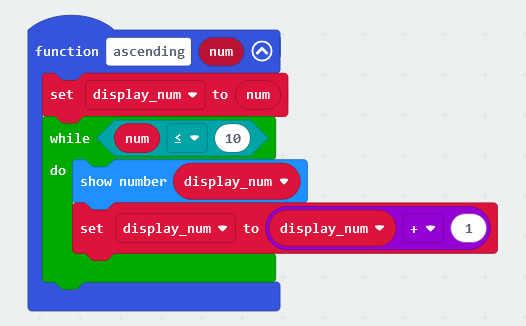 function ascending num
set display_num to num
while num ≤ 10
do
show number display_num
set display_num to display_num + 1